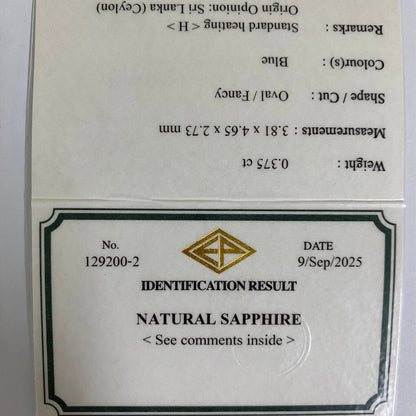 No.
129200-2
DATE
9/Sep/2025
IDENTIFICATION RESULT
NATURAL SAPPHIRE
< See comments inside >
Weight : 0.375 ct
Measurements : 3.81 x 4.65 x 2.73 mm
Shape / Cut : Oval / Fancy
Colour(s) : Blue
Remarks : Standard heating < H >
Origin Opinion: Sri Lanka (Ceylon)